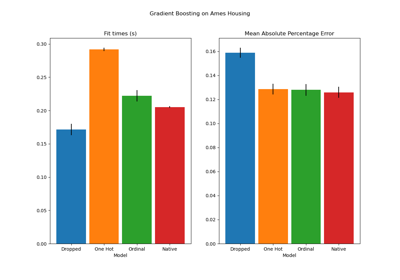 Gradient Boosting on Ames Housing
Fit times (s)
0.30
0.25
0.20
0.15
0.10
0.05
0.00
Dropped One Hot Ordinal Native
Model
Mean Absolute Percentage Error
0.16
0.14
0.12
0.10
0.08
0.06
0.04
0.02
0.00
Dropped One Hot Ordinal Native
Model